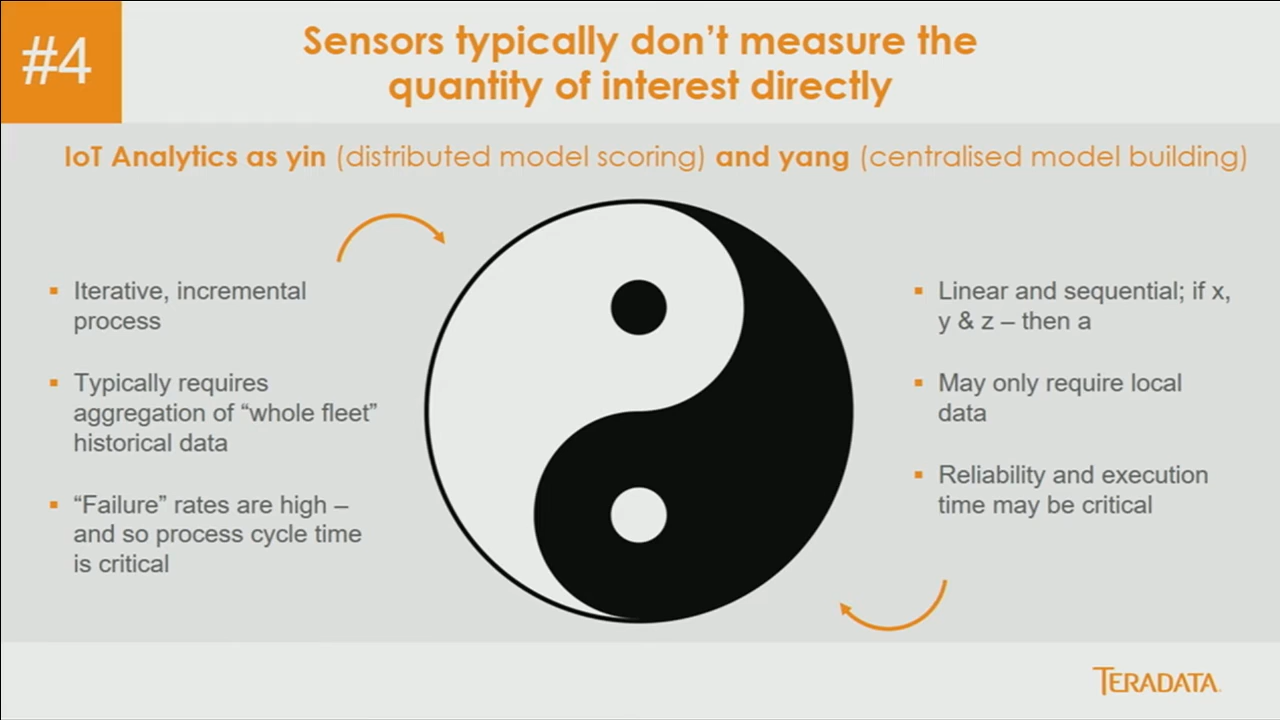 #4
Sensors typically don’t measure the
quantity of interest directly
IoT Analytics as yin (distributed model scoring) and yang (centralised model building)
▪ Iterative, incremental
process
▪ Typically requires
aggregation of “whole fleet”
historical data
▪ “Failure” rates are high –
and so process cycle time
is critical
▪ Linear and sequential; if x,
y & z – then a
▪ May only require local
data
▪ Reliability and execution
time may be critical
TERADATA.